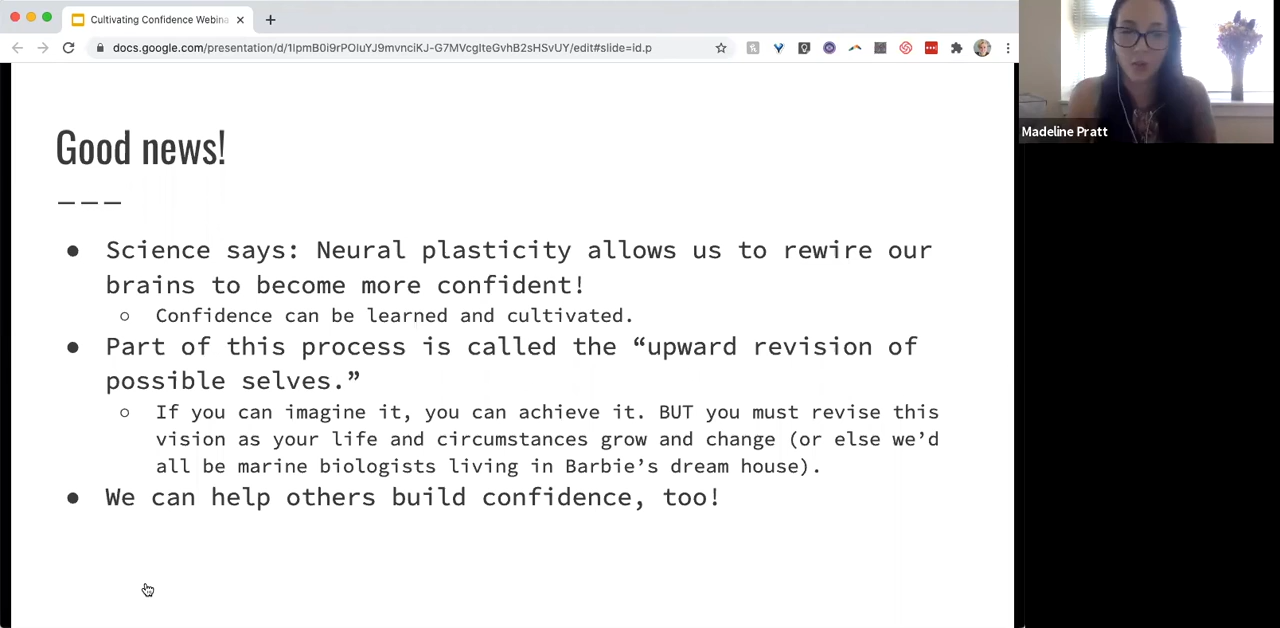 Cultivating Confidence Webina
docs.google.com/presentation/d/1lpmB0i9rPOluYJ9mvnciKJ-G7MVcglteGvhB2sHSvUY/edit#slide=id.p
Good news!
Madeline Pratt
● Science says: Neural plasticity allows us to rewire our
brains to become more confident!
○ Confidence can be learned and cultivated.
● Part of this process is called the “upward revision of
possible selves.”
○ If you can imagine it, you can achieve it. BUT you must revise this
vision as your life and circumstances grow and change (or else we’d
all be marine biologists living in Barbie’s dream house).
● We can help others build confidence, too!